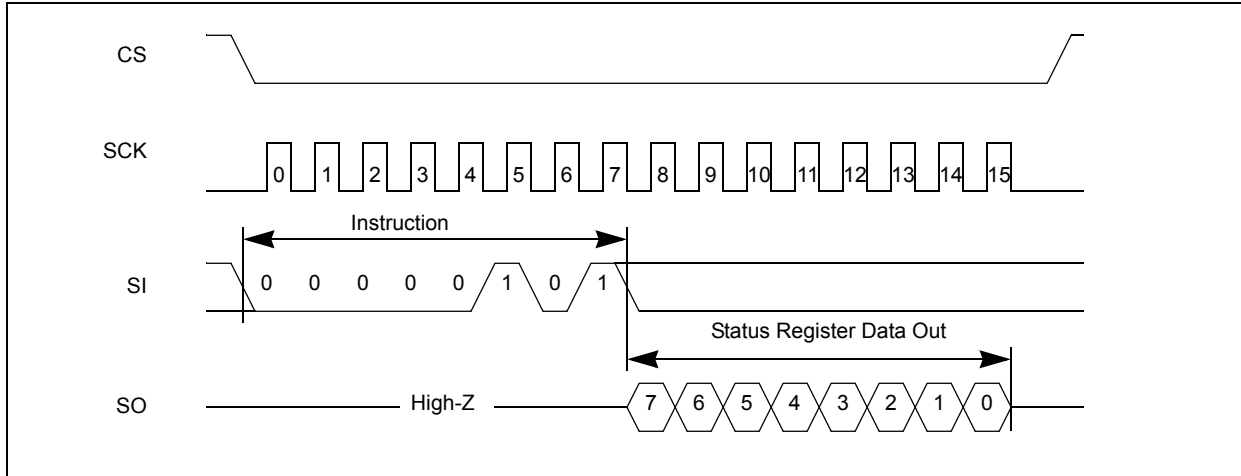 CS
SCK
0 1 2 3 4 5 6 7 8 9 10 11 12 13 14 15
Instruction
SI 0 0 0 0 0 1 0 1
Status Register Data Out
SO High-Z 7 6 5 4 3 2 1 0